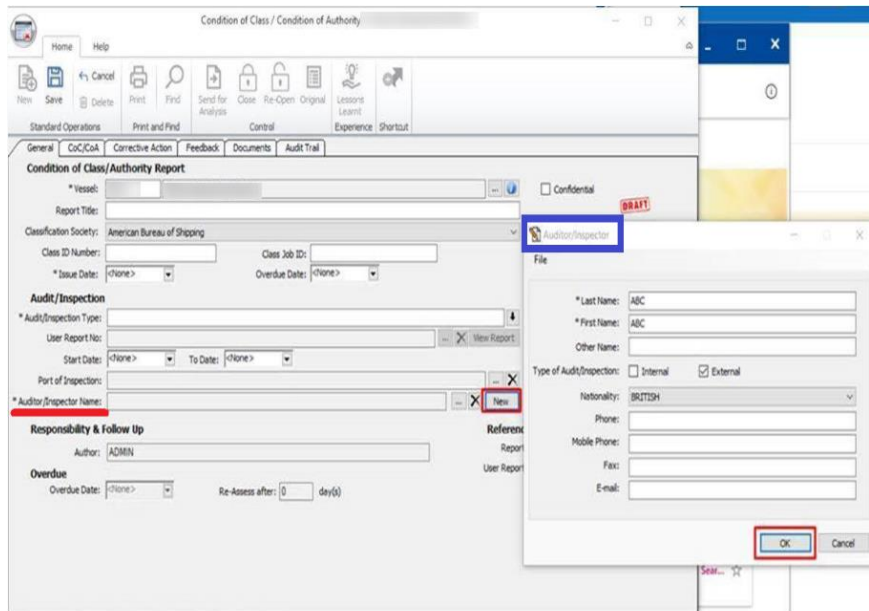 Condition of Class / Condition of Authority
Home Help
New Save Cancel Delete Print Find Send for Analysis Close Re-Open Original Lessons Learnt
Standard Operations Print and Find Control Experience Shortcut
General CoC/CoA Corrective Action Feedback Documents Audit Trail
Condition of Class/Authority Report
* Vessel: ... Confidential
DRAFT
Report Title:
Classification Society: American Bureau of Shipping
Class ID Number: Class Job ID:
* Issue Date: <None> Overdue Date: <None>
Audit/Inspection
* Audit/Inspection Type:
User Report No: ... View Report
Start Date: <None> To Date: <None>
Port of Inspection: ...
* Auditor/Inspector Name: ... New
Responsibility & Follow Up Referenc
Author: ADMIN Report
User Report
Overdue
Overdue Date: <None> Re-Assess after: 0 day(s)
Auditor/Inspector
File
* Last Name: ABC
* First Name: ABC
Other Name:
Type of Audit/Inspection: Internal External
Nationality: BRITISH
Phone:
Mobile Phone:
Fax:
E-mail:
OK Cancel
Sear...